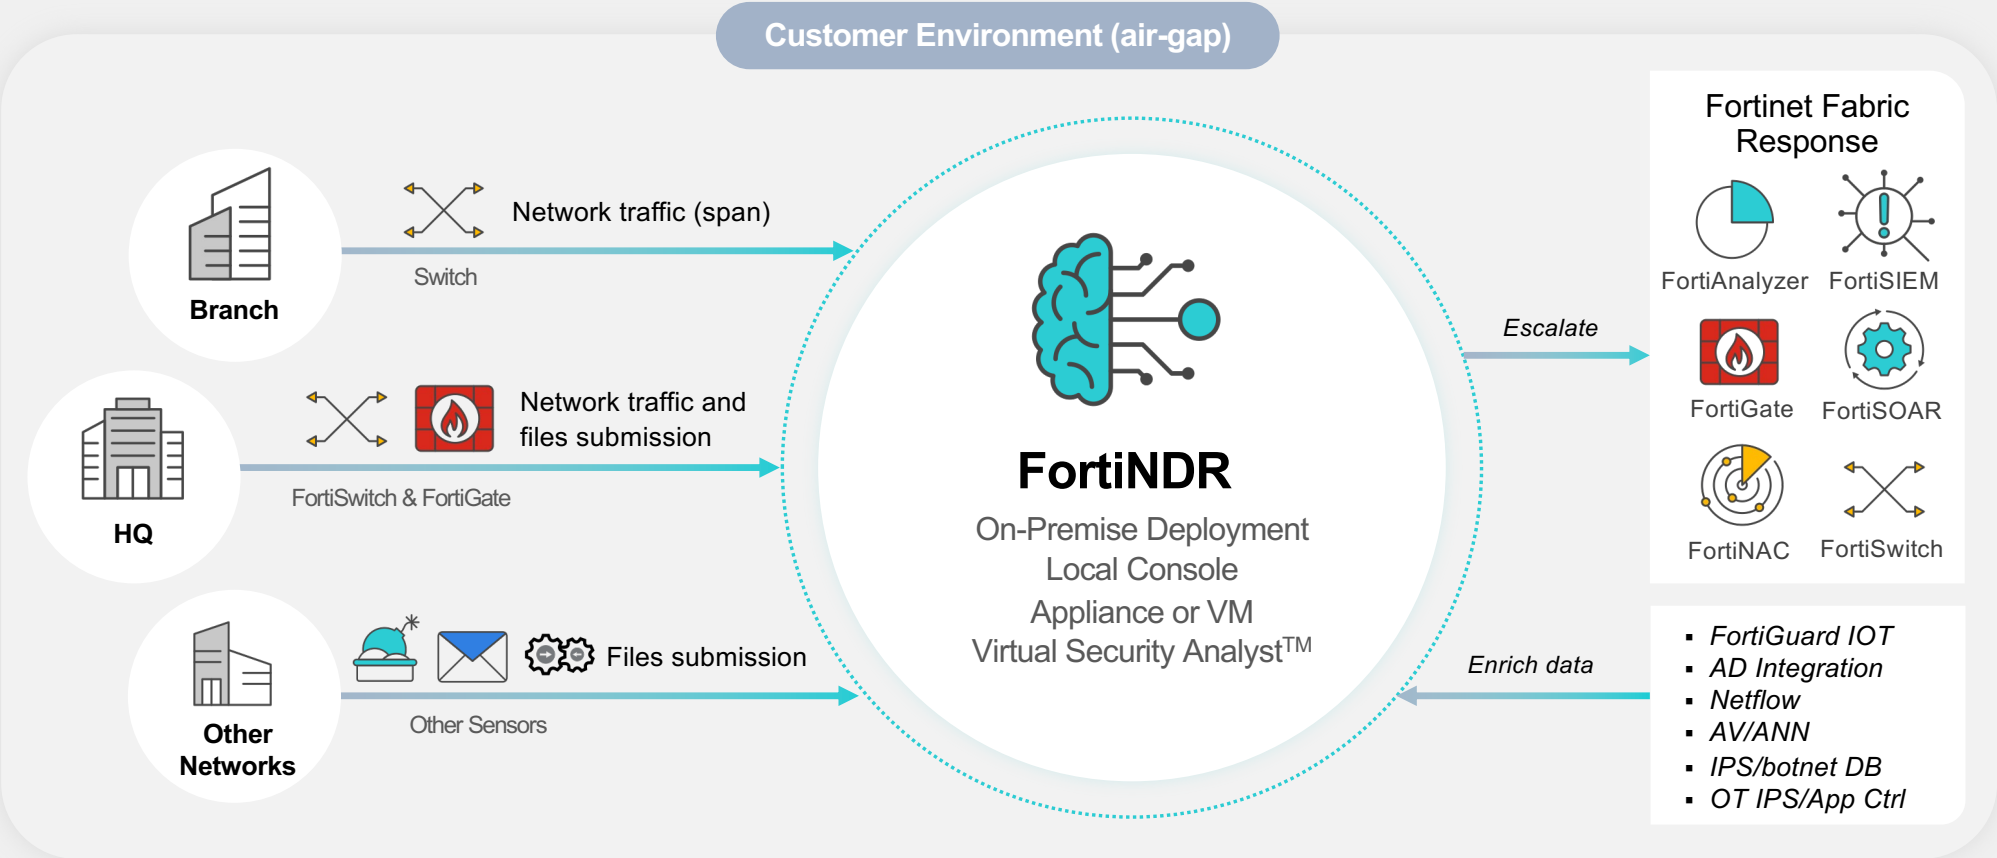 Customer Environment (air-gap)
Branch
Network traffic (span)
Switch
HQ
Network traffic and
files submission
FortiSwitch & FortiGate
Other
Networks
Files submission
Other Sensors
FortiNDR
On-Premise Deployment
Local Console
Appliance or VM
Virtual Security Analyst™
Escalate
Enrich data
Fortinet Fabric
Response
FortiAnalyzer
FortiSIEM
FortiGate
FortiSOAR
FortiNAC
FortiSwitch
▪ FortiGuard IOT
▪ AD Integration
▪ Netflow
▪ AV/ANN
▪ IPS/botnet DB
▪ OT IPS/App Ctrl